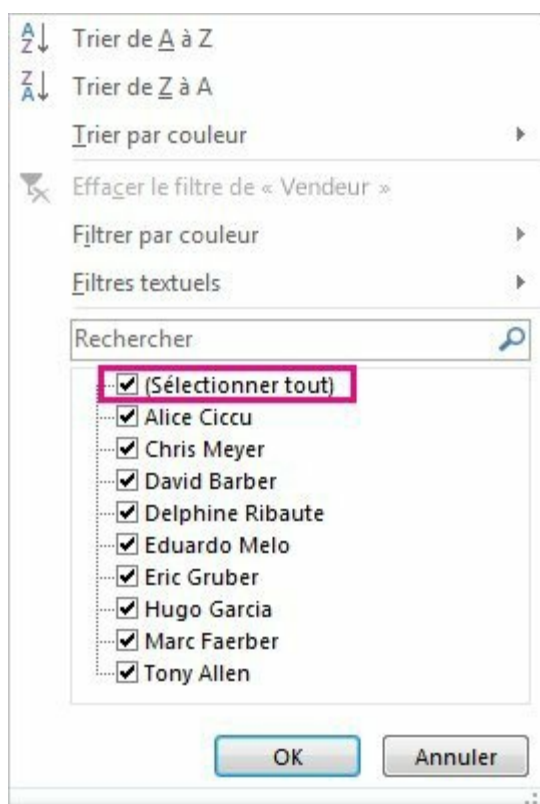 Trier de A à Z
Trier de Z à A
Trier par couleur
Effacer le filtre de « Vendeur »
Filtrer par couleur
Filtres textuels
Rechercher
(Sélectionner tout)
Alice Ciccu
Chris Meyer
David Barber
Delphine Ribaute
Eduardo Melo
Eric Gruber
Hugo Garcia
Marc Faerber
Tony Allen
OK Annuler